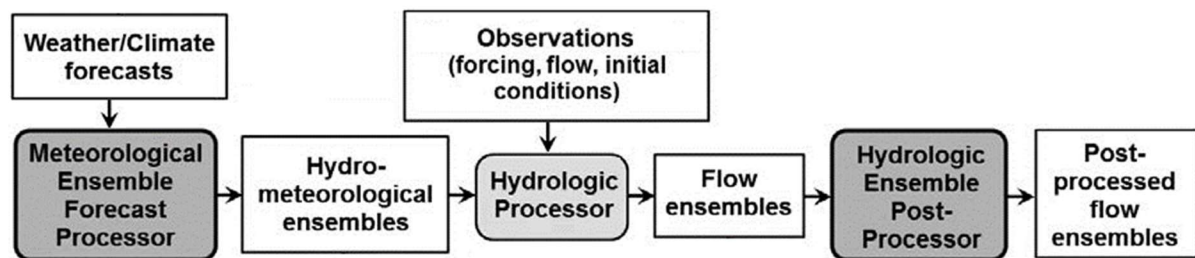 Weather/Climate
forecasts
Observations
(forcing, flow, initial
conditions)
Meteorological
Ensemble
Forecast
Processor
Hydro-
meteorological
ensembles
Hydrologic
Processor
Flow
ensembles
Hydrologic
Ensemble
Post-
Processor
Post-
processed
flow
ensembles